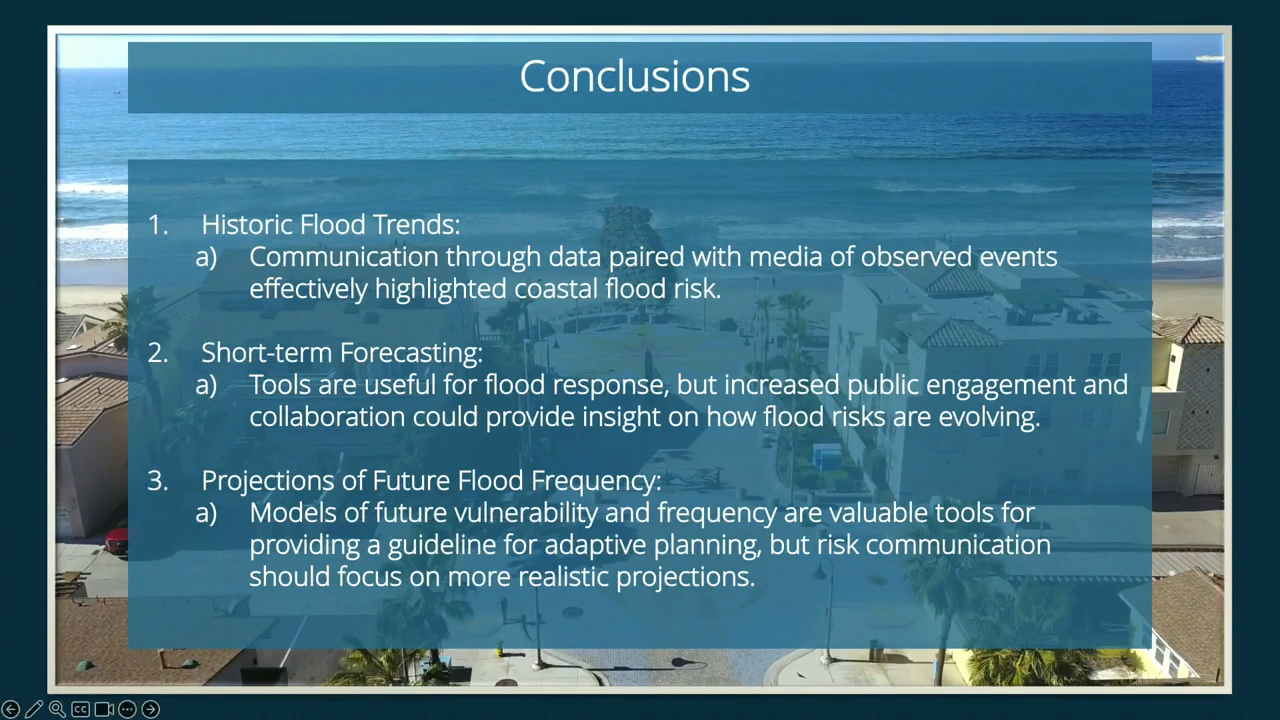 Conclusions
1. Historic Flood Trends:
a) Communication through data paired with media of observed events
effectively highlighted coastal flood risk.
2. Short-term Forecasting:
a) Tools are useful for flood response, but increased public engagement and
collaboration could provide insight on how flood risks are evolving.
3. Projections of Future Flood Frequency:
a) Models of future vulnerability and frequency are valuable tools for
providing a guideline for adaptive planning, but risk communication
should focus on more realistic projections.
CC